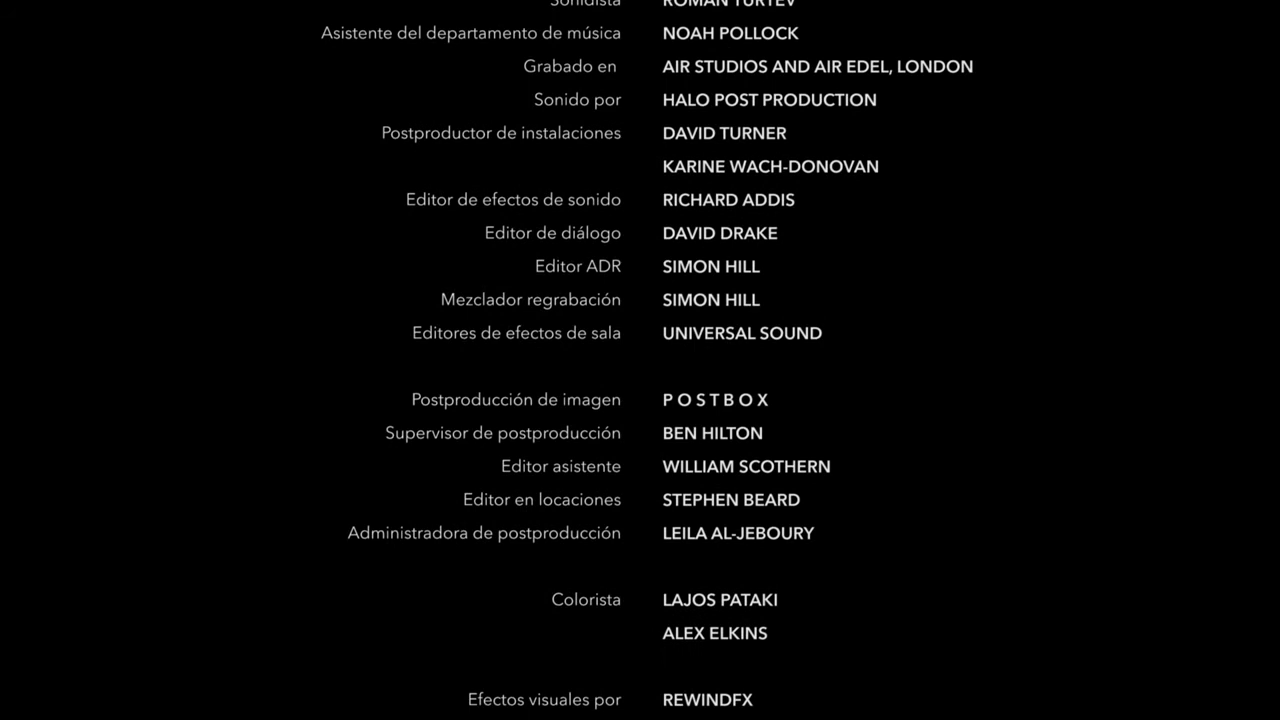 Sonidista ROMAN TURTEV
Asistente del departamento de música NOAH POLLOCK
Grabado en AIR STUDIOS AND AIR EDEL, LONDON
Sonido por HALO POST PRODUCTION
Postproductor de instalaciones DAVID TURNER
KARINE WACH-DONOVAN
Editor de efectos de sonido RICHARD ADDIS
Editor de diálogo DAVID DRAKE
Editor ADR SIMON HILL
Mezclador regrabación SIMON HILL
Editores de efectos de sala UNIVERSAL SOUND
Postproducción de imagen P O S T B O X
Supervisor de postproducción BEN HILTON
Editor asistente WILLIAM SCOTHERN
Editor en locaciones STEPHEN BEARD
Administradora de postproducción LEILA AL-JEBOURY
Colorista LAJOS PATAKI
ALEX ELKINS
Efectos visuales por REWINDFX